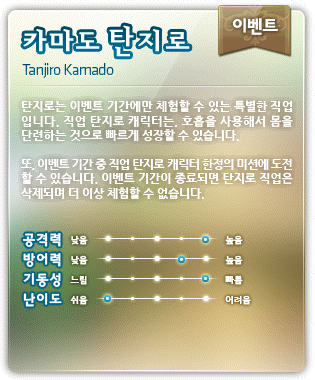 이벤트
카마도 탄지로
Tanjiro Kamado
탄지로는 이벤트 기간에만 체험할 수 있는 특별한 직업
입니다. 직업 탄지로 캐릭터는, 호흡을 사용해서 몸을
단련하는 것으로 빠르게 성장할 수 있습니다.
또, 이벤트 기간 중 직업 탄지로 캐릭터 한정의 미션에 도전
할 수 있습니다. 이벤트 기간이 종료되면 탄지로 직업은
삭제되며 더 이상 체험할 수 없습니다.
공격력 낮음 높음
방어력 낮음 높음
기동성 느림 빠름
난이도 쉬움 어려움